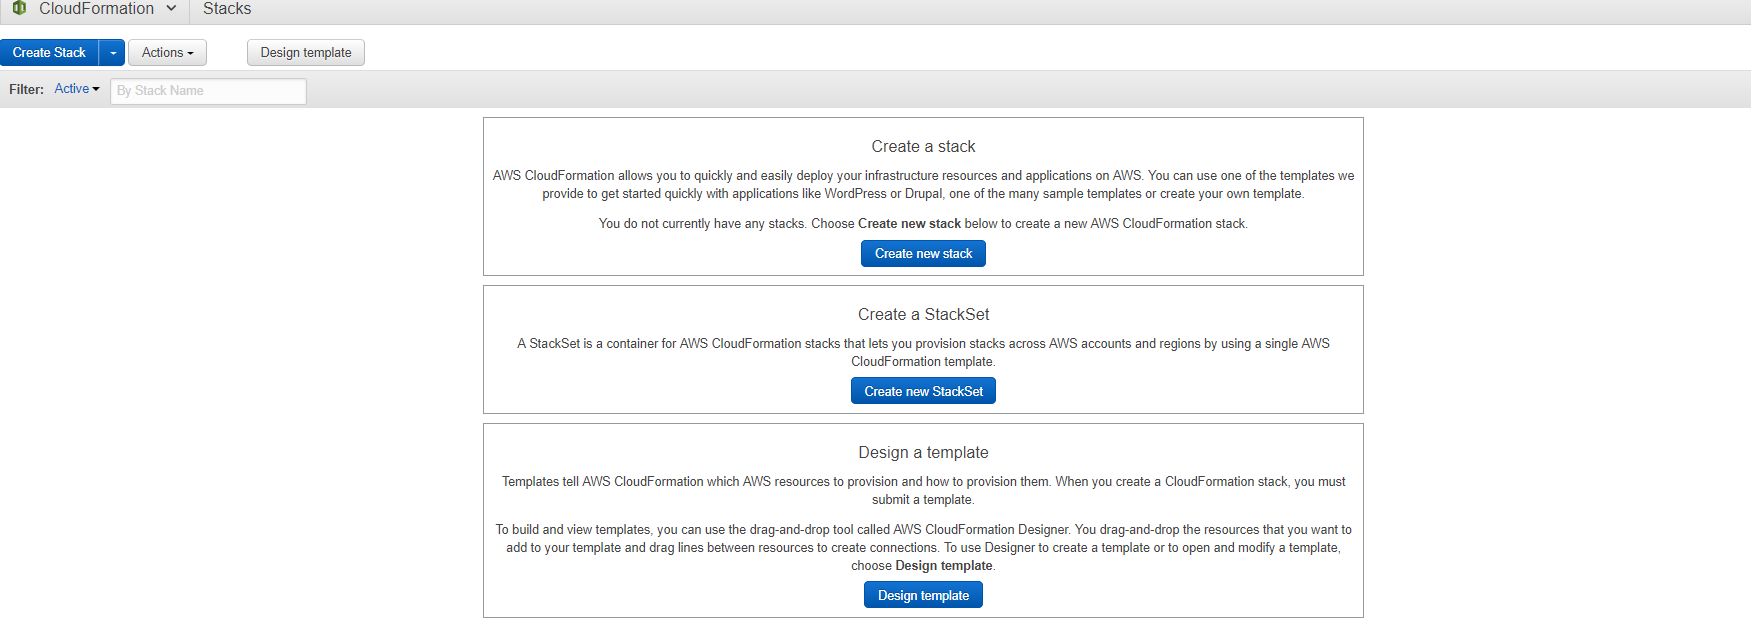 CloudFormation Stacks
Create Stack Actions Design template
Filter: Active By Stack Name
Create a stack
AWS CloudFormation allows you to quickly and easily deploy your infrastructure resources and applications on AWS. You can use one of the templates we
provide to get started quickly with applications like WordPress or Drupal, one of the many sample templates or create your own template.
You do not currently have any stacks. Choose Create new stack below to create a new AWS CloudFormation stack.
Create new stack
Create a StackSet
A StackSet is a container for AWS CloudFormation stacks that lets you provision stacks across AWS accounts and regions by using a single AWS
CloudFormation template.
Create new StackSet
Design a template
Templates tell AWS CloudFormation which AWS resources to provision and how to provision them. When you create a CloudFormation stack, you must
submit a template.
To build and view templates, you can use the drag-and-drop tool called AWS CloudFormation Designer. You drag-and-drop the resources that you want to
add to your template and drag lines between resources to create connections. To use Designer to create a template or to open and modify a template,
choose Design template.
Design template